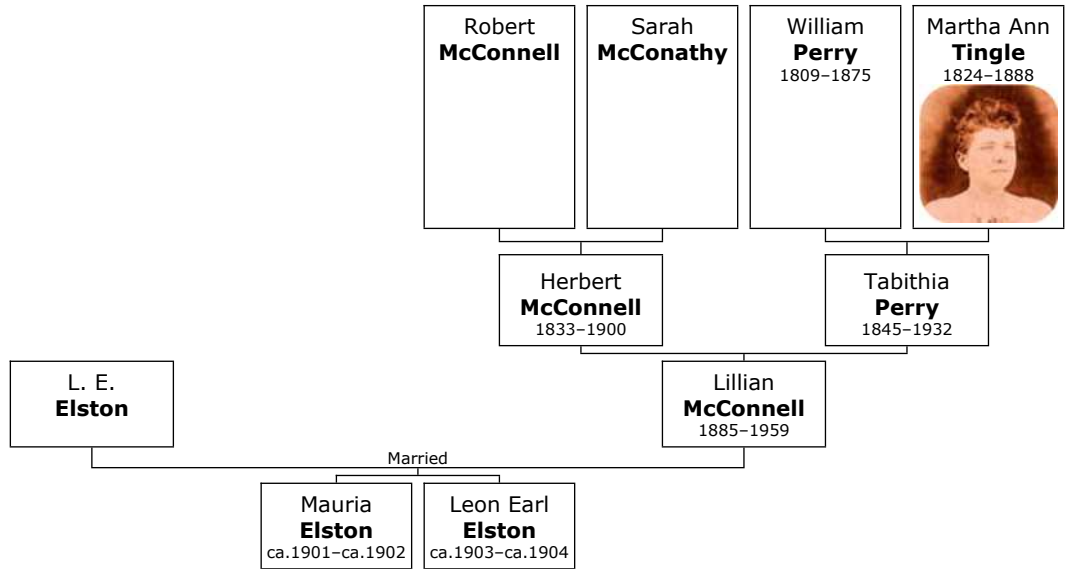 Robert
McConnell
Sarah
McConathy
William
Perry
1809–1875
Martha Ann
Tingle
1824–1888
Herbert
McConnell
1833–1900
Tabithia
Perry
1845–1932
L. E.
Elston
Lillian
McConnell
1885–1959
Married
Mauria
Elston
ca.1901–ca.1902
Leon Earl
Elston
ca.1903–ca.1904